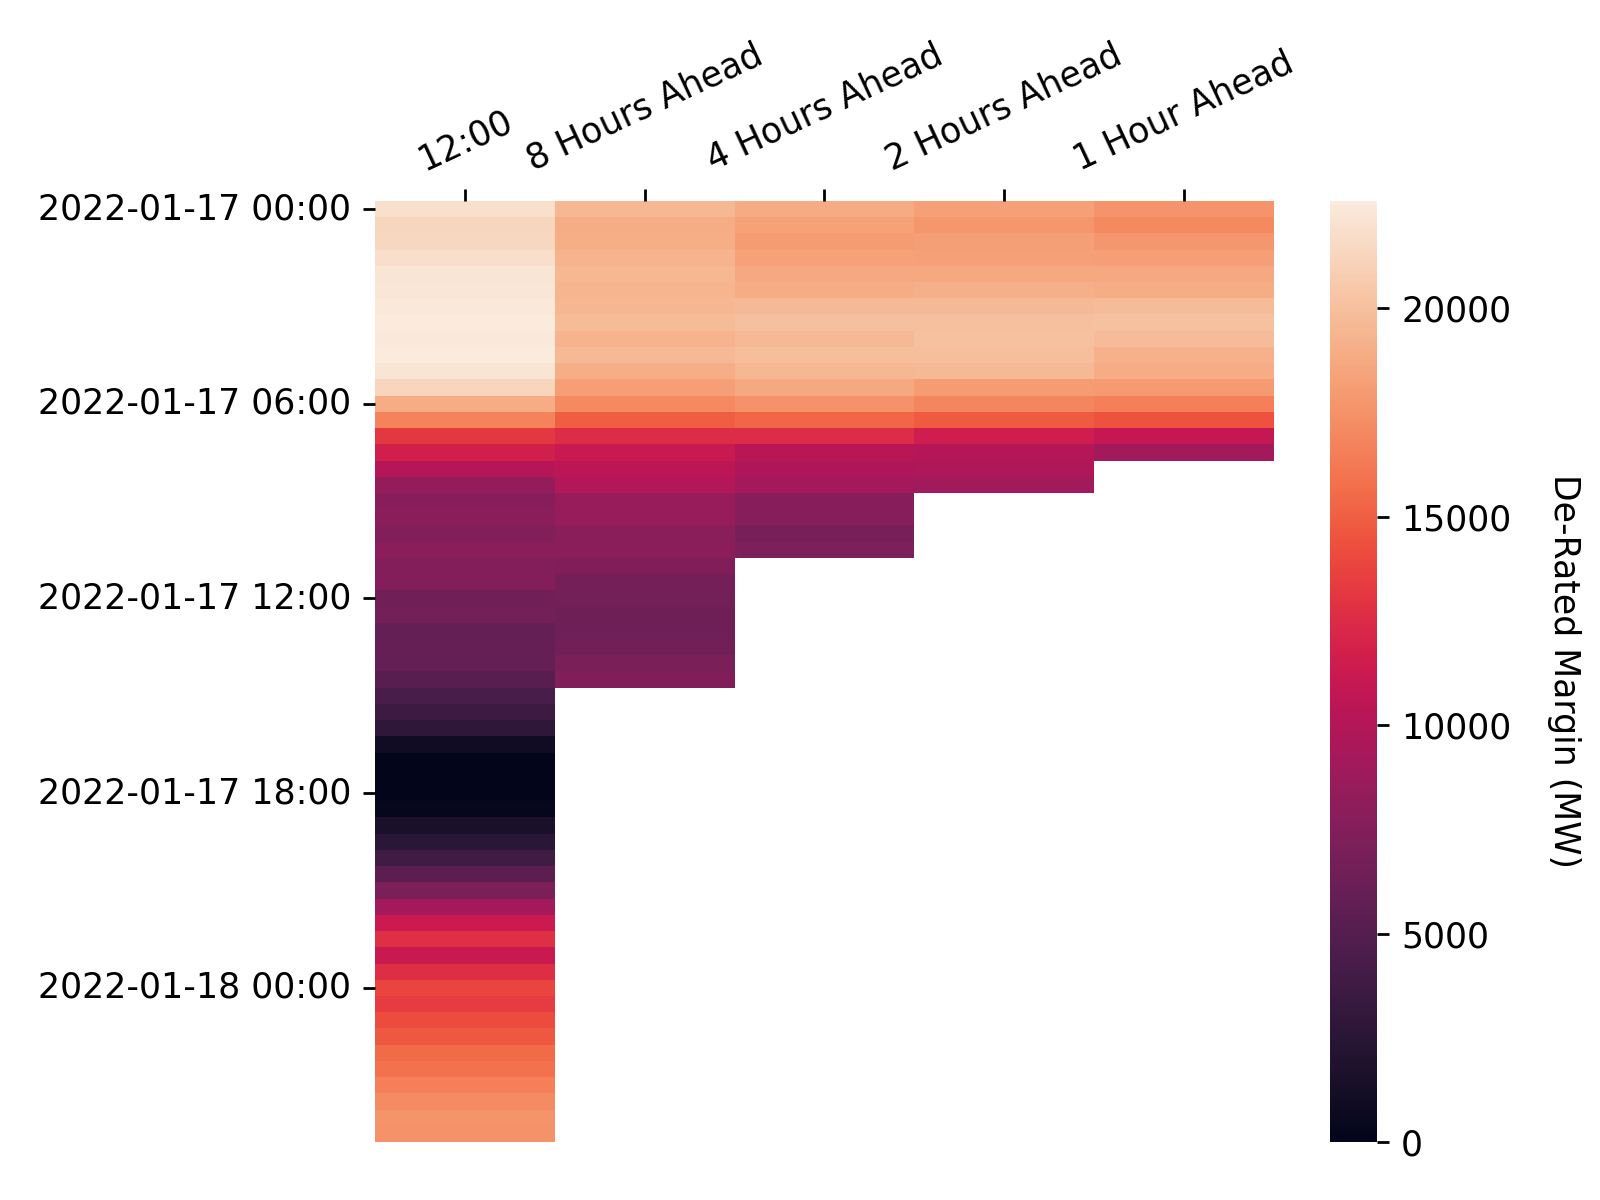 12:00
8 Hours Ahead
4 Hours Ahead
2 Hours Ahead
1 Hour Ahead
2022-01-17 00:00
2022-01-17 06:00
2022-01-17 12:00
2022-01-17 18:00
2022-01-18 00:00
20000
15000
10000
5000
0
De-Rated Margin (MW)